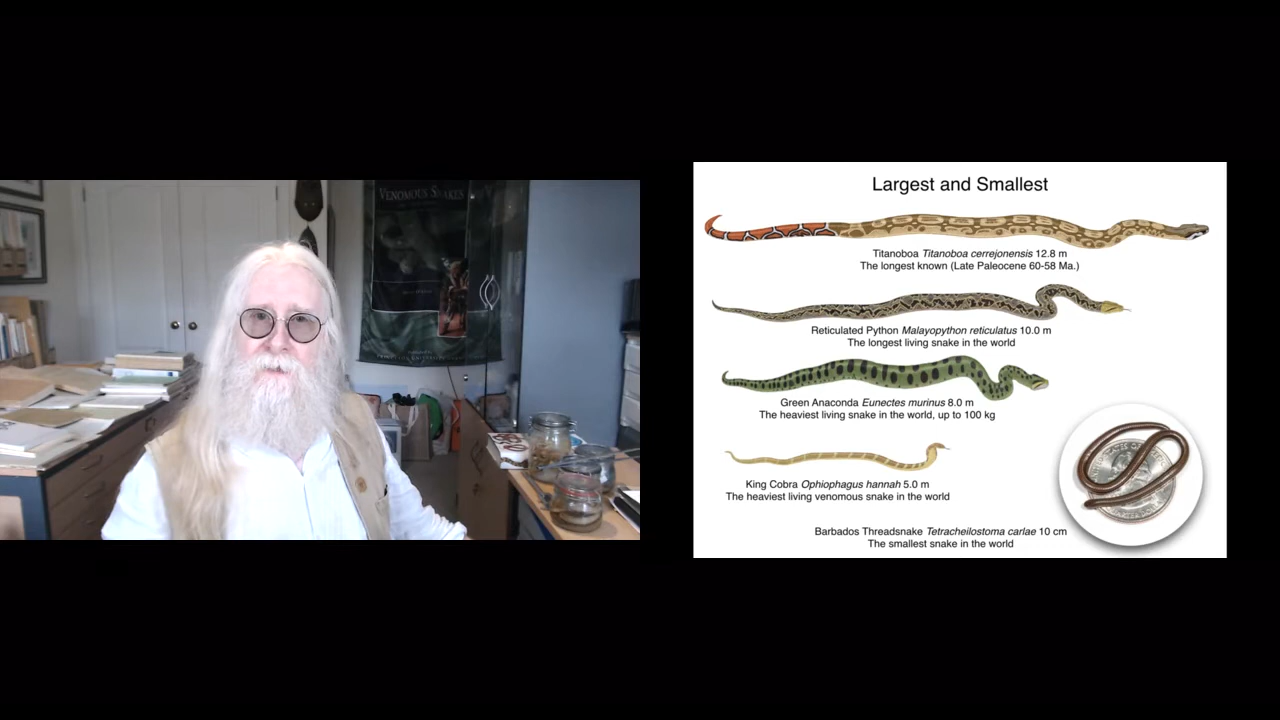 VENOMOUS SNAKES
Largest and Smallest
Titanoboa Titanoboa cerrejonensis 12.8 m
The longest known (Late Paleocene 60-58 Ma.)
Reticulated Python Malayopython reticulatus 10.0 m
The longest living snake in the world
Green Anaconda Eunectes murinus 8.0 m
The heaviest living snake in the world, up to 100 kg
King Cobra Ophiophagus hannah 5.0 m
The heaviest living venomous snake in the world
Barbados Threadsnake Tetracheilostoma carlae 10 cm
The smallest snake in the world